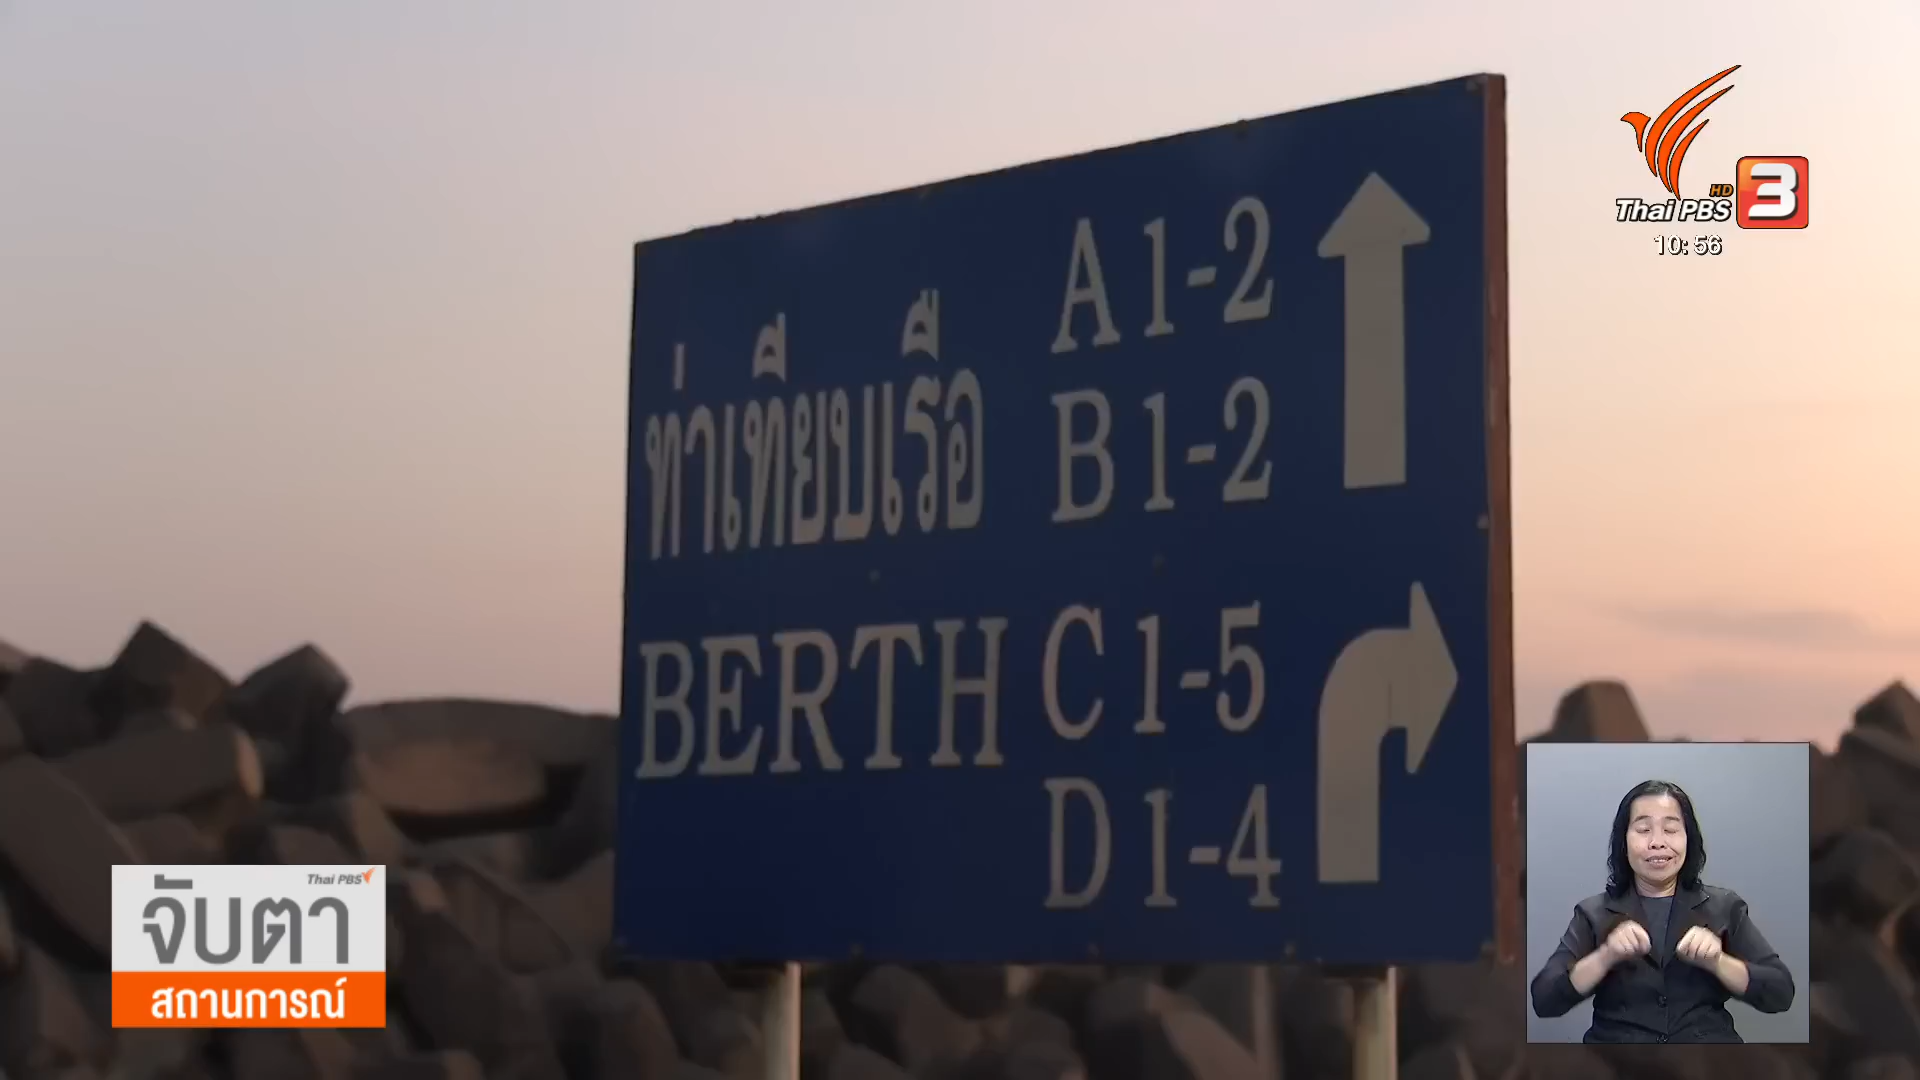 Thai PBS
HD
3
10:56
ท่าเทียบเรือ
A1-2
B1-2
BERTH
C1-5
D1-4
Thai PBS
จับตา
สถานการณ์